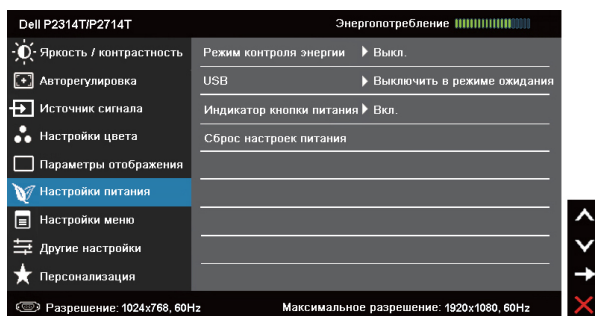 Dell P2314T/P2714T Энергопотребление
Яркость / контрастность Режим контроля энергии Выкл.
Авторегулировка USB Выключить в режиме ожидания
Источник сигнала Индикатор кнопки питания Вкл.
Настройки цвета Сброс настроек питания
Параметры отображения
Настройки питания
Настройки меню
Другие настройки
Персонализация
Разрешение: 1024x768, 60Hz Максимальное разрешение: 1920x1080, 60Hz